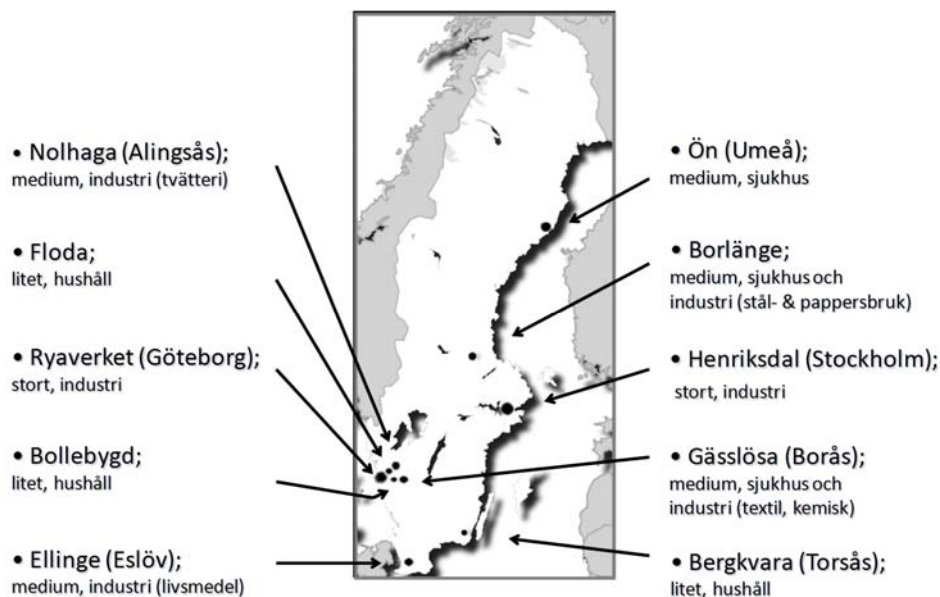 • Nolhaga (Alingsås);
medium, industri (tvätteri)
• Floda;
litet, hushåll
• Ryaverket (Göteborg);
stort, industri
• Bollebygd;
litet, hushåll
• Ellinge (Eslöv);
medium, industri (livsmedel)
• Ön (Umeå);
medium, sjukhus
• Borlänge;
medium, sjukhus och
industri (stål- & pappersbruk)
• Henriksdal (Stockholm);
stort, industri
• Gässlösa (Borås);
medium, sjukhus och
industri (textil, kemisk)
• Bergkvara (Torsås);
litet, hushåll